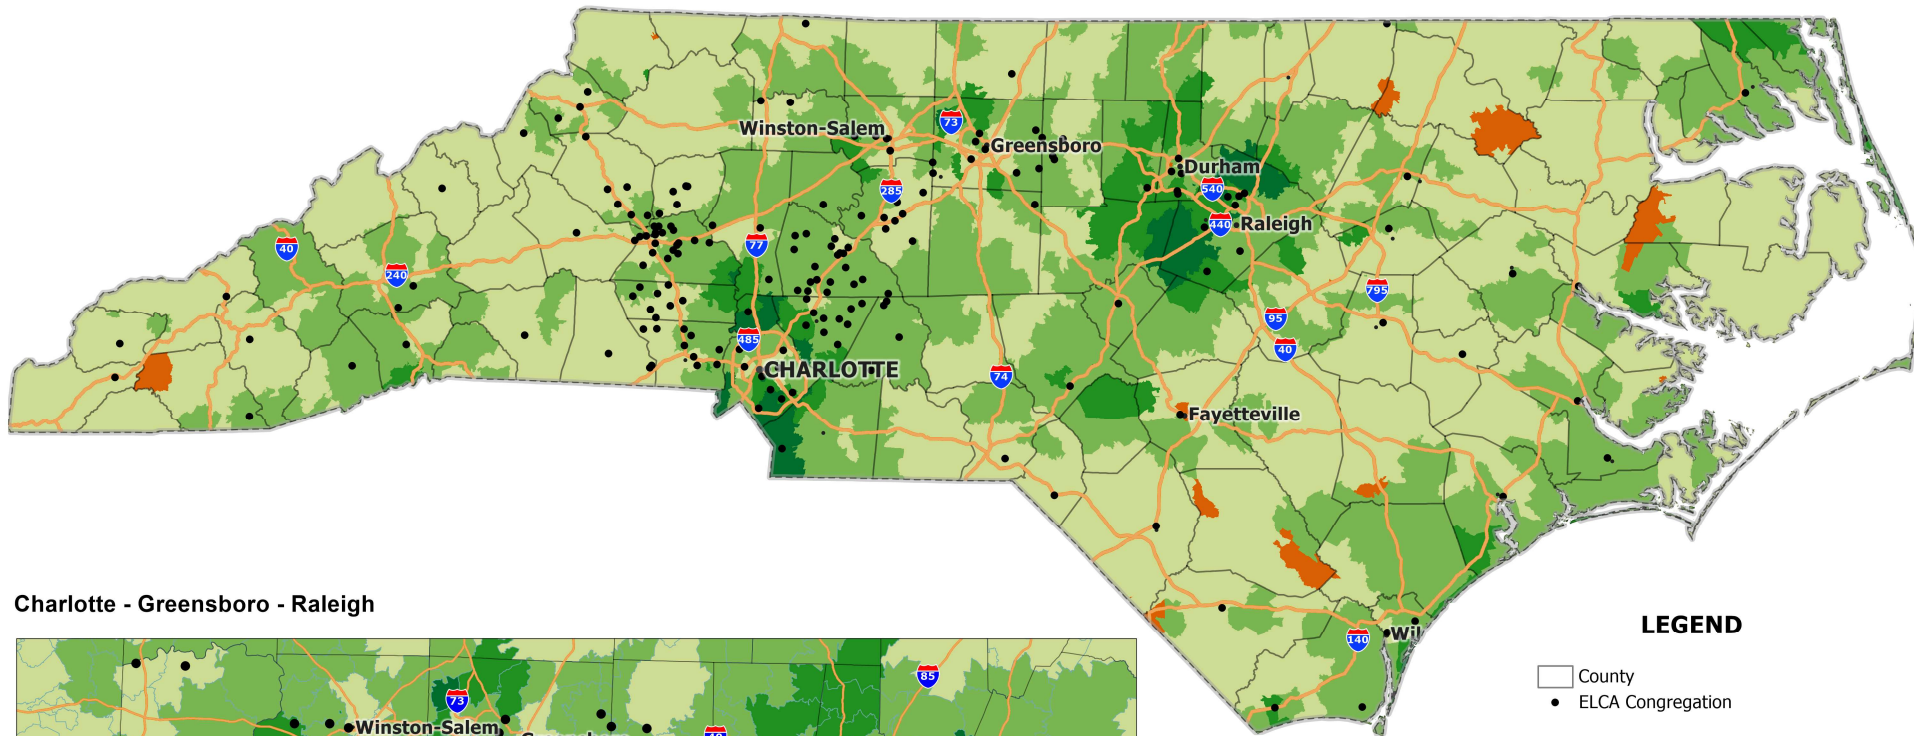 73
Winston-Salem
Greensboro
Durham
285
540
440
Raleigh
40
77
240
795
95
485
40
CHARLOTTE
74
Fayetteville
Charlotte - Greensboro - Raleigh
LEGEND
140
Wil
County
85
ELCA Congregation
73
Winston-Salem